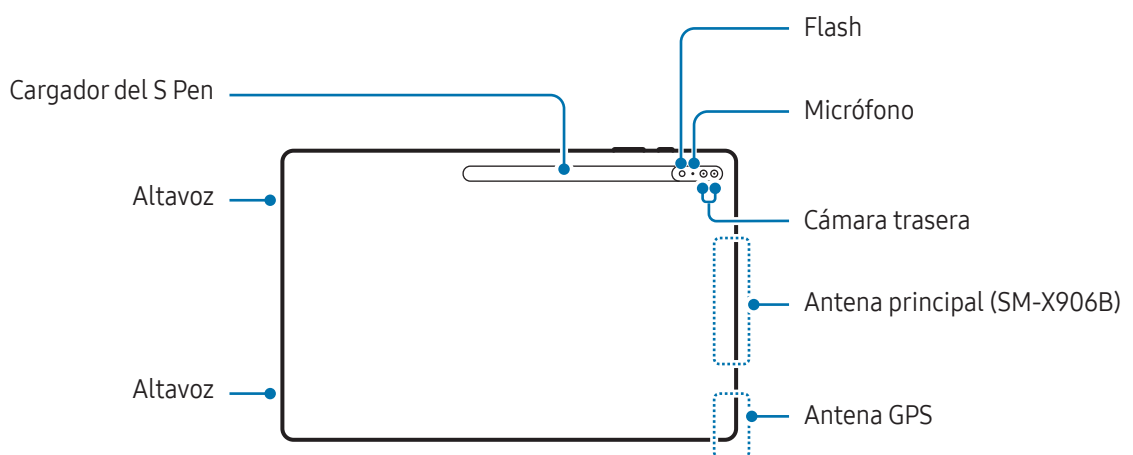 Flash
Cargador del S Pen
Micrófono
Altavoz
Cámara trasera
Antena principal (SM-X906B)
Altavoz
Antena GPS